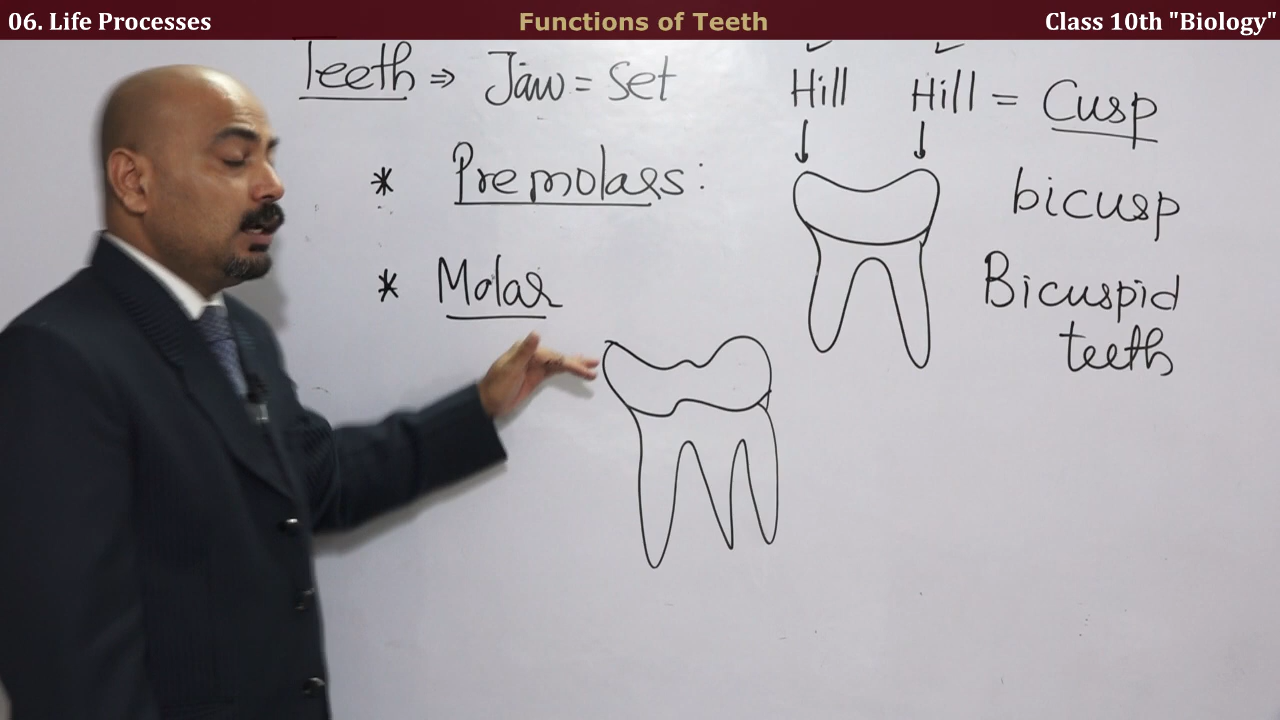 06. Life Processes
Functions of Teeth
Class 10th "Biology"
Teeth ⇒ Jaw = Set
Hill Hill = Cusp
* Premolars:
bicusp
* Molar
Bicuspid
teeth